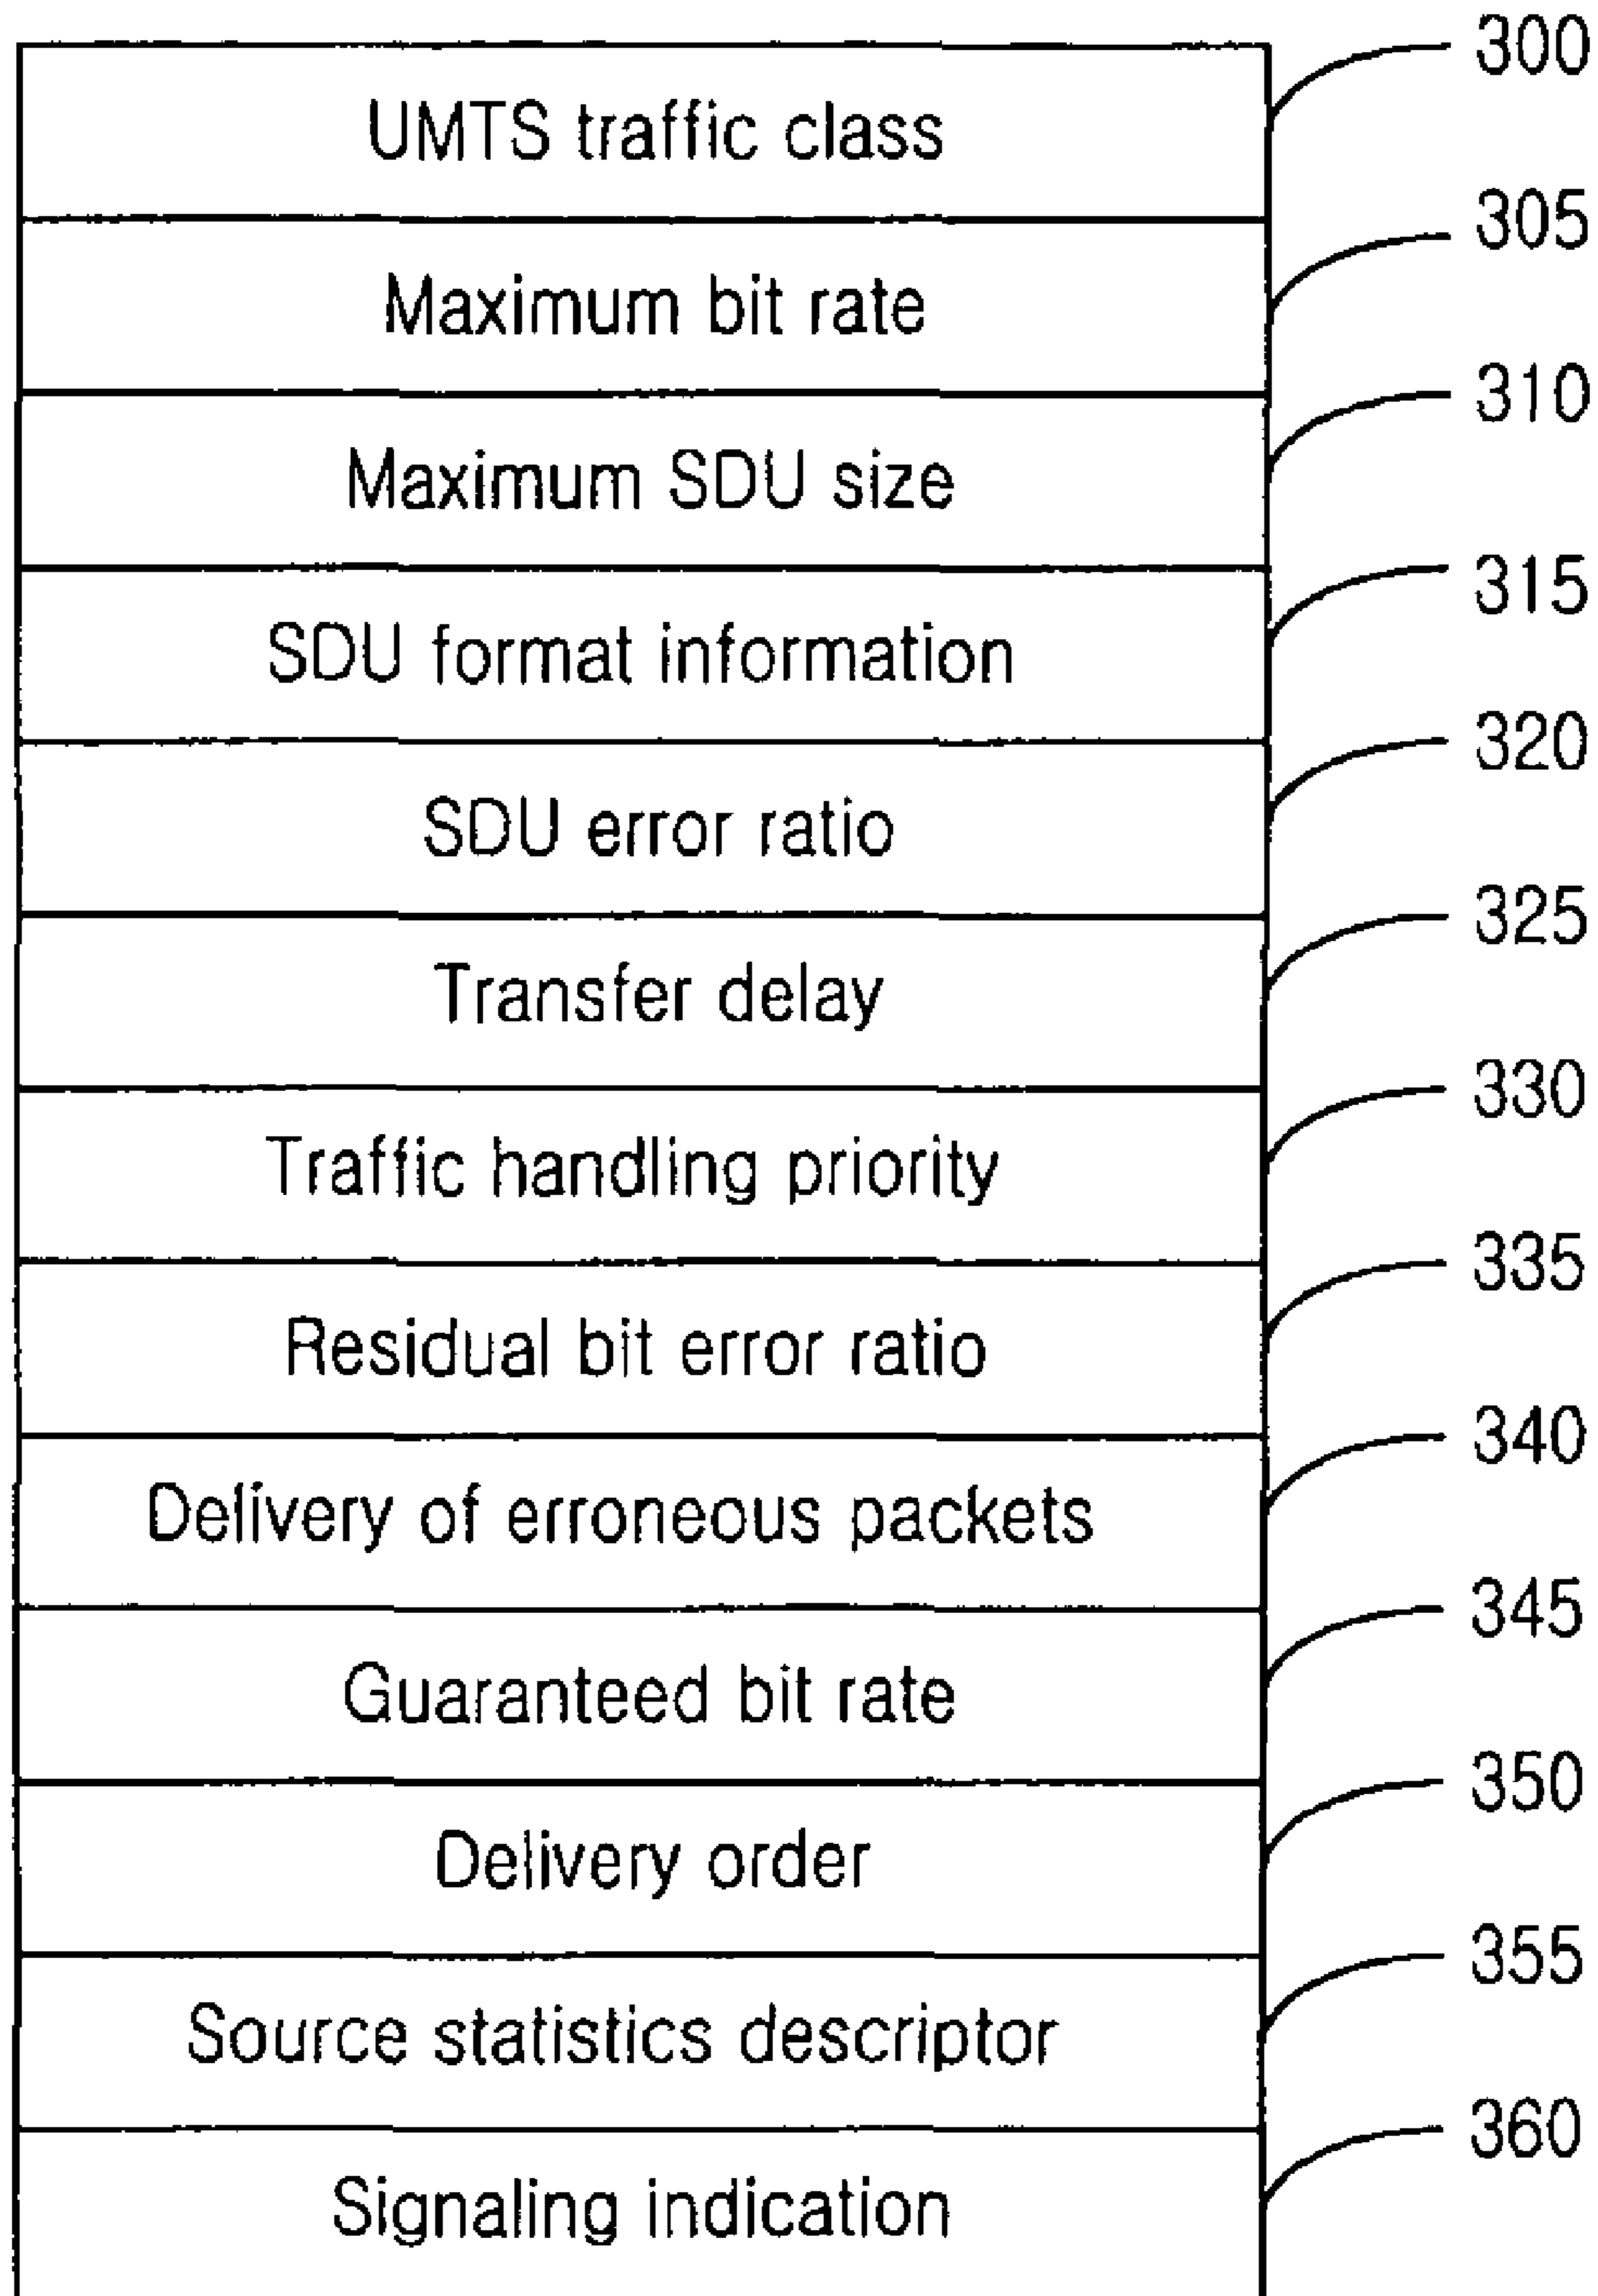 300
UMTS traffic class
305
Maximum bit rate
310
Maximum SDU size
315
SDU format information
320
SDU error ratio
325
Transfer delay
330
Traffic handling priority
335
Residual bit error ratio
340
Delivery of erroneous packets
345
Guaranteed bit rate
350
Delivery order
355
Source statistics descriptor
360
Signaling indication